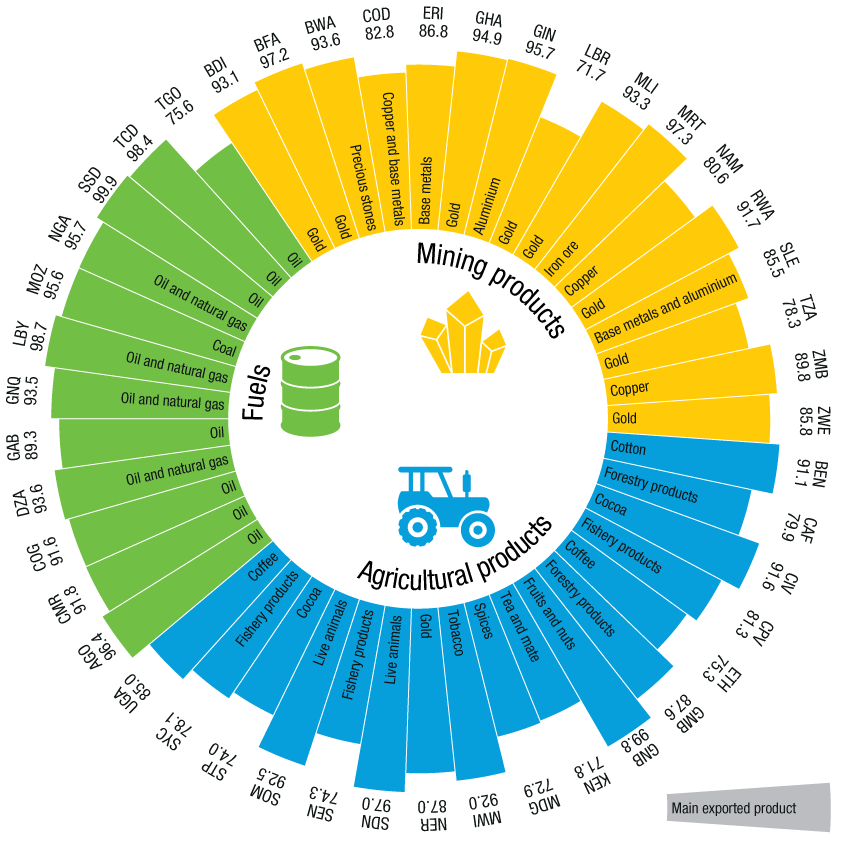 BDI
93.1
Gold
BFA
97.2
Gold
BWA
93.6
Precious stones
COD
82.8
Copper and base metals
ERI
86.8
Base metals
GHA
94.9
Gold
GIN
95.7
Aluminium
LBR
71.7
Gold
MLI
93.3
Gold
MRT
97.3
Iron ore
NAM
80.6
Copper
RWA
91.7
Gold
SLE
85.5
Base metals and aluminium
TZA
78.3
Gold
ZMB
89.8
Copper
ZWE
85.8
Gold
BEN
91.1
Cotton
CAF
79.9
Forestry products
CIV
91.6
Cocoa
CPV
81.3
Fishery products
ETH
75.3
Coffee
GMB
87.6
Forestry products
GNB
99.8
Fruits and nuts
KEN
71.8
Tea and mate
MDG
72.9
Spices
MWI
92.0
Tobacco
NER
87.0
Gold
SDN
97.0
Live animals
SEN
74.3
Fishery products
SOM
92.5
Live animals
STP
74.0
Cocoa
SYC
78.1
Fishery products
UGA
85.0
Coffee
AGO
96.4
Oil
CMR
91.8
Oil
COG
91.6
Oil
DZA
93.6
Oil and natural gas
GAB
89.3
Oil
GNQ
93.5
Oil and natural gas
LBY
98.7
Oil and natural gas
MOZ
95.6
Coal
NGA
95.7
Oil and natural gas
SSD
99.9
Oil
TCD
98.4
Oil
TGO
75.6
Oil
Mining products
Fuels
Agricultural products
Main exported product